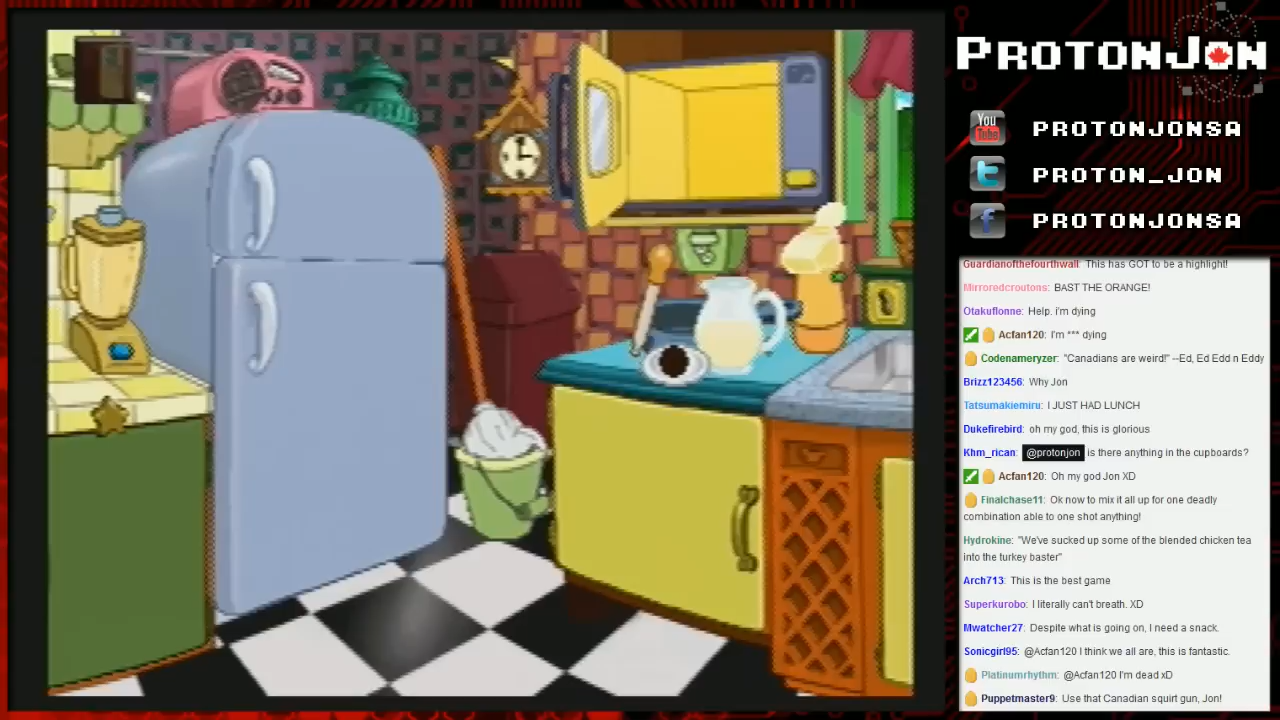 PROTONJON
You
Tube
PROTONJONSA
PROTON_JON
PROTONJONSA
Guardianofthefourthwall: This has GOT to be a highlight!
Mirroredcroutons: BAST THE ORANGE!
Otakuflonne: Help. i'm dying
Acfan120: I'm *** dying
Codenameryzer: "Canadians are weird!" --Ed, Ed Edd n Eddy
Brizz123456: Why Jon
Tatsumakiemiru: I JUST HAD LUNCH
Dukefirebird: oh my god, this is glorious
Khm_rican: @protonjon is there anything in the cupboards?
Acfan120: Oh my god Jon XD
Finalchase11: Ok now to mix it all up for one deadly
combination able to one shot anything!
Hydrokine: "We've sucked up some of the blended chicken tea
into the turkey baster"
Arch713: This is the best game
Superkurobo: I literally can't breath. XD
Mwatcher27: Despite what is going on, I need a snack.
Sonicgirl95: @Acfan120 I think we all are, this is fantastic.
Platinumrhythm: @Acfan120 I'm dead xD
Puppetmaster9: Use that Canadian squirt gun, Jon!